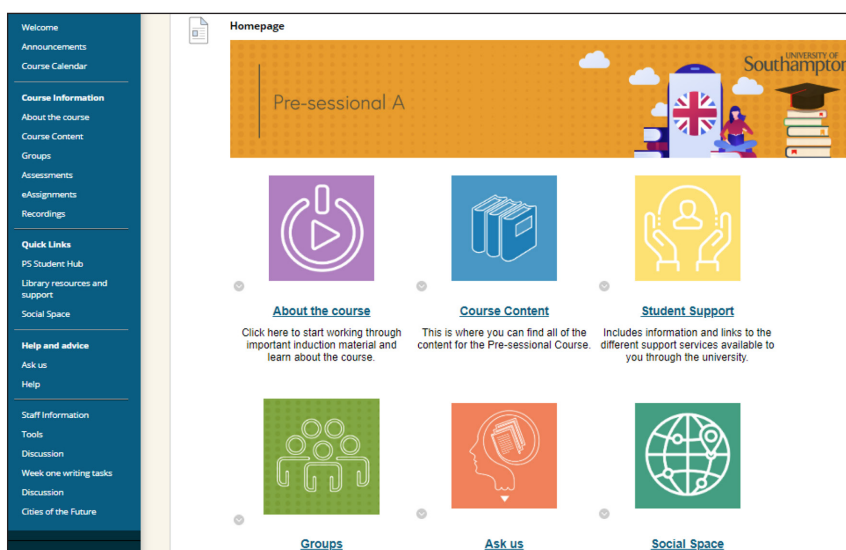 Welcome
Announcements
Course Calendar
Course Information
About the course
Course Content
Groups
Assessments
eAssignments
Recordings
Quick Links
PS Student Hub
Library resources and
support
Social Space
Help and advice
Ask us
Help
Staff Information
Tools
Discussion
Week one writing tasks
Discussion
Cities of the Future
Homepage
Pre-sessional A
UNIVERSITY OF
Southampton
About the course
Click here to start working through
important induction material and
learn about the course.
Course Content
This is where you can find all of the
content for the Pre-sessional Course.
Student Support
Includes information and links to the
different support services available to
you through the university.
Groups
Ask us
Social Space